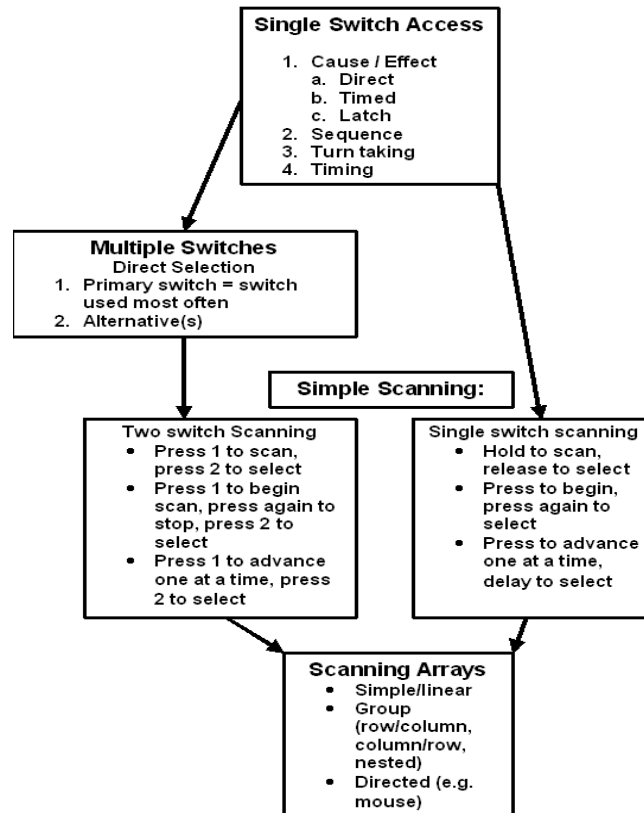 Single Switch Access
1. Cause / Effect
a. Direct
b. Timed
c. Latch
2. Sequence
3. Turn taking
4. Timing
Multiple Switches
Direct Selection
1. Primary switch = switch
used most often
2. Alternative(s)
Simple Scanning:
Two switch Scanning
• Press 1 to scan,
press 2 to select
• Press 1 to begin
scan, press again to
stop, press 2 to
select
• Press 1 to advance
one at a time, press
2 to select
Single switch scanning
• Hold to scan,
release to select
• Press to begin,
press again to
select
• Press to advance
one at a time,
delay to select
Scanning Arrays
• Simple/linear
• Group
(row/column,
column/row,
nested)
• Directed (e.g.
mouse)